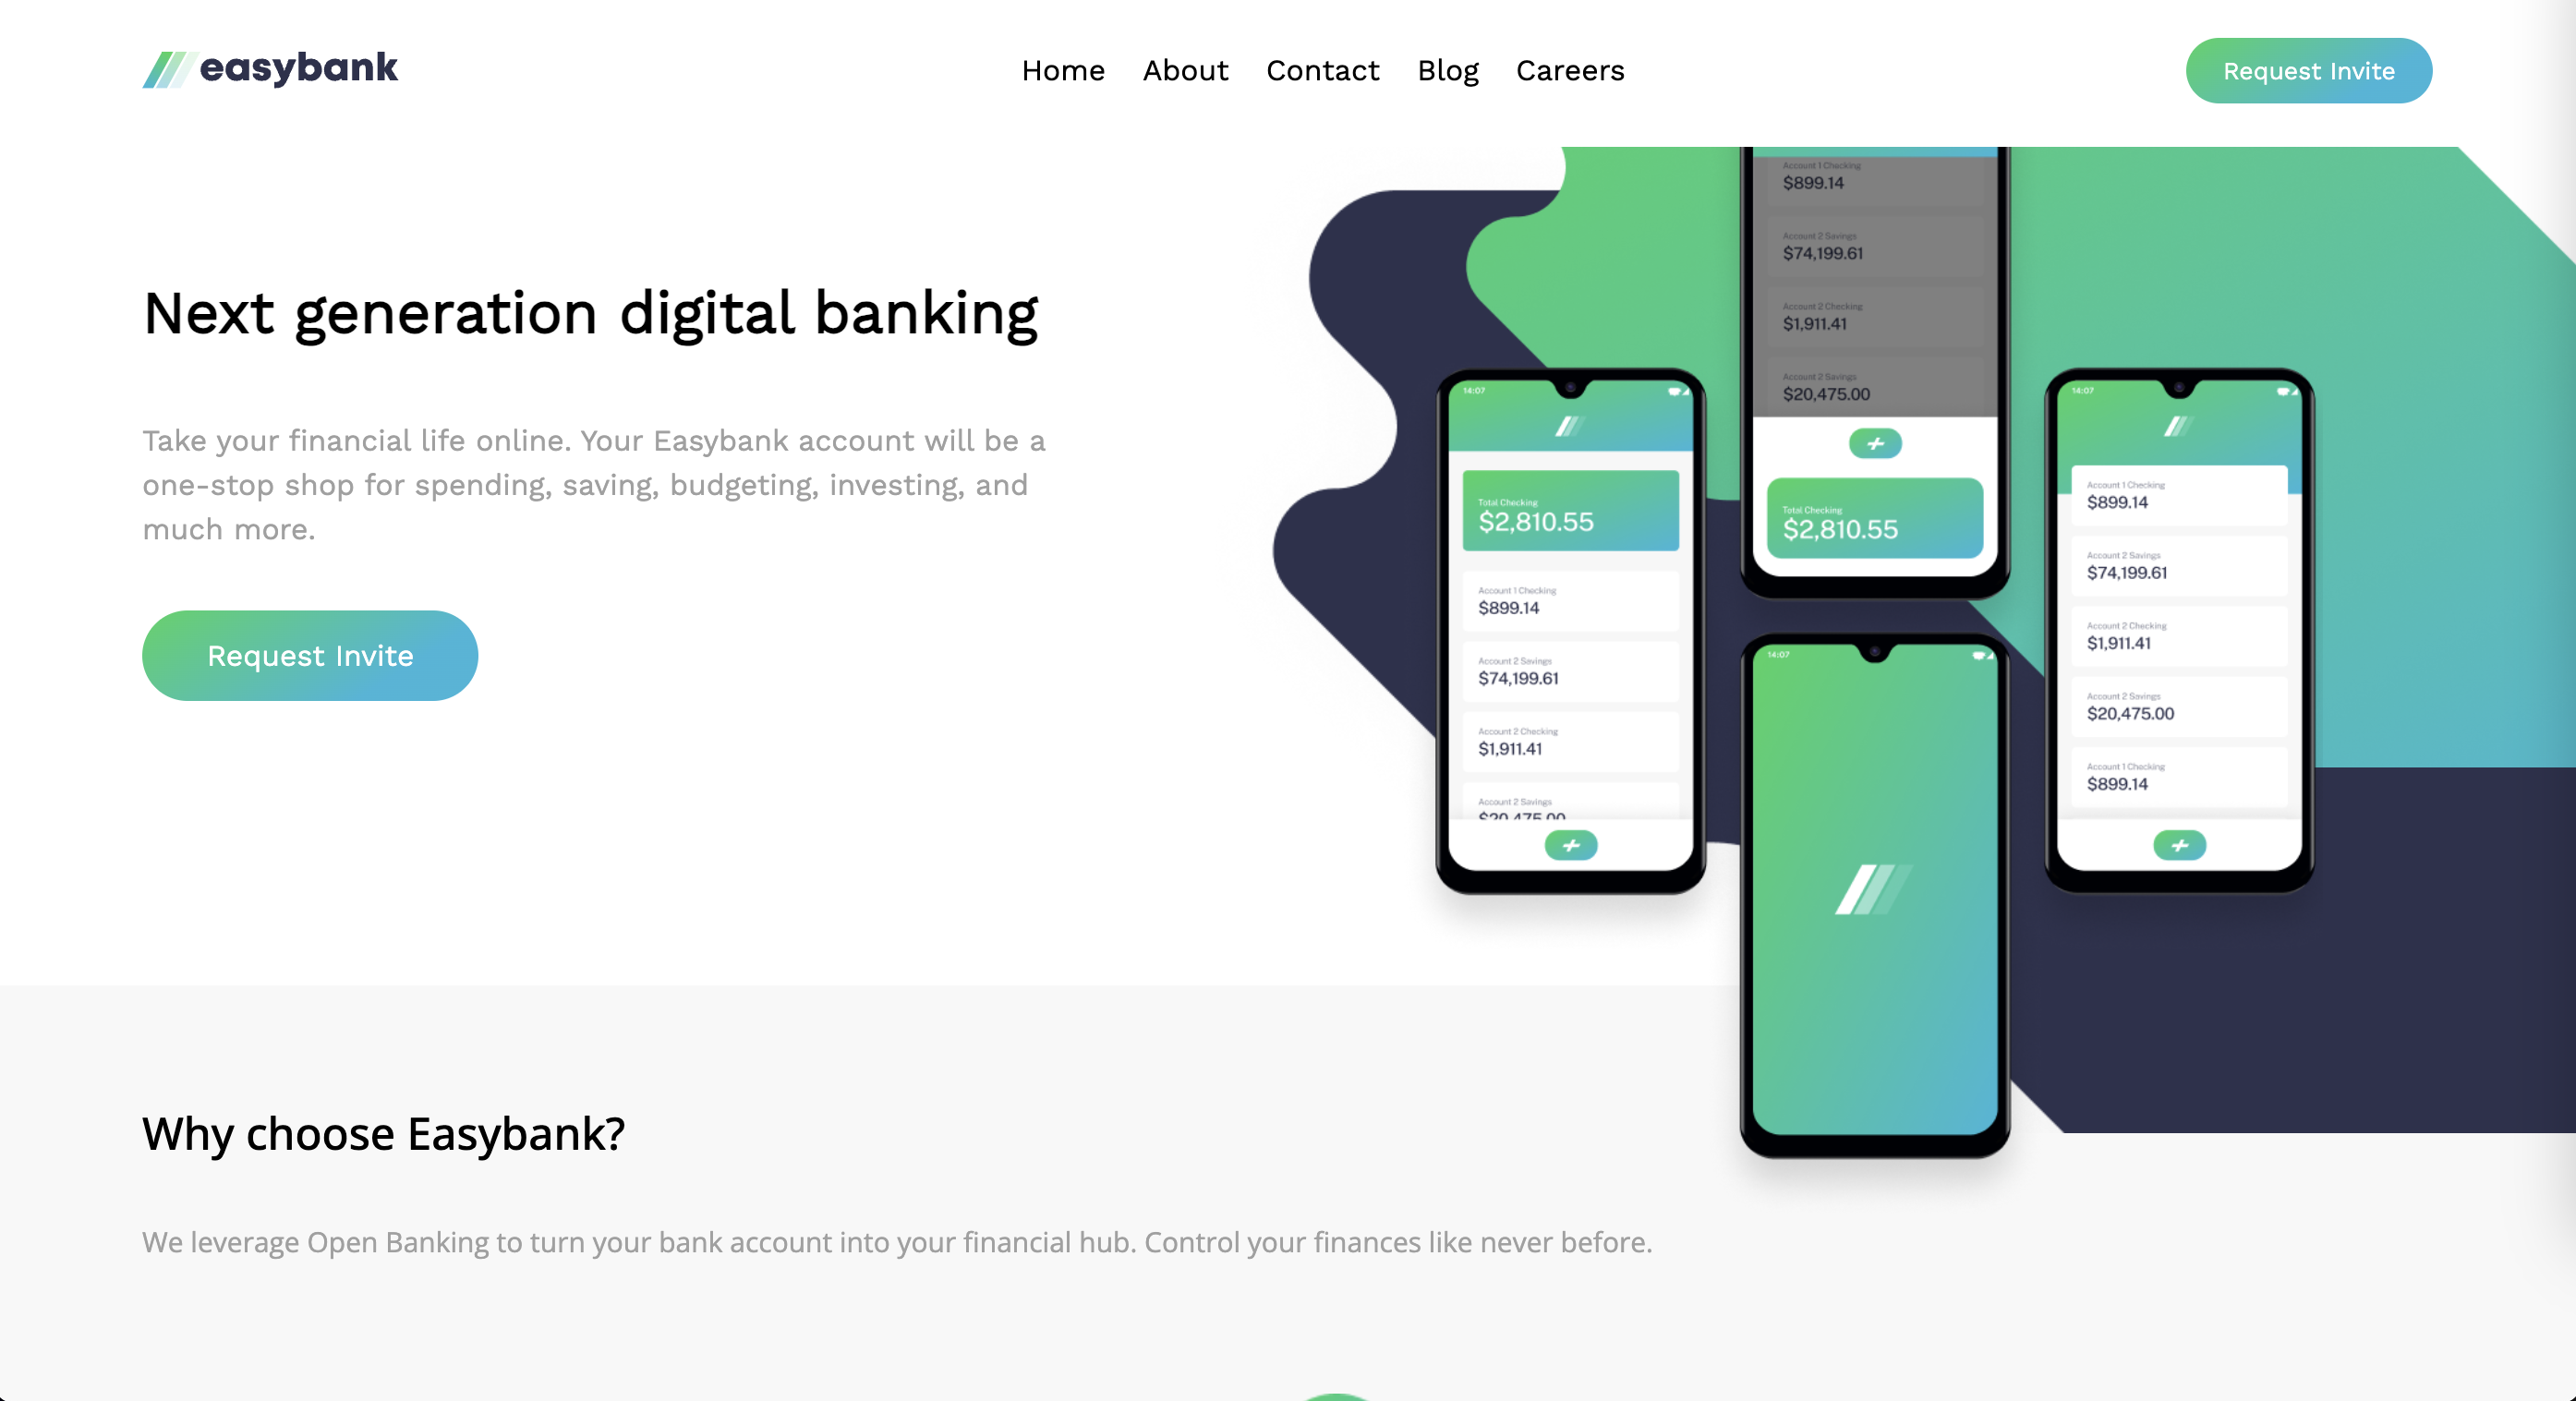 easybank
Home About Contact Blog Careers
Request Invite
Next generation digital banking
Take your financial life online. Your Easybank account will be a
one-stop shop for spending, saving, budgeting, investing, and
much more.
Request Invite
14:07
Total Checking
$2,810.55
Account 1 Checking
$899.14
Account 2 Savings
$74,199.61
Account 2 Checking
$1,911.41
Account 2 Savings
$20,475.00
Account 1 Checking
$899.14
Account 2 Savings
$74,199.61
Account 2 Checking
$1,911.41
Account 2 Savings
$20,475.00
Total Checking
$2,810.55
14:07
14:07
Account 1 Checking
$899.14
Account 2 Savings
$74,199.61
Account 2 Checking
$1,911.41
Account 2 Savings
$20,475.00
Account 1 Checking
$899.14
Why choose Easybank?
We leverage Open Banking to turn your bank account into your financial hub. Control your finances like never before.